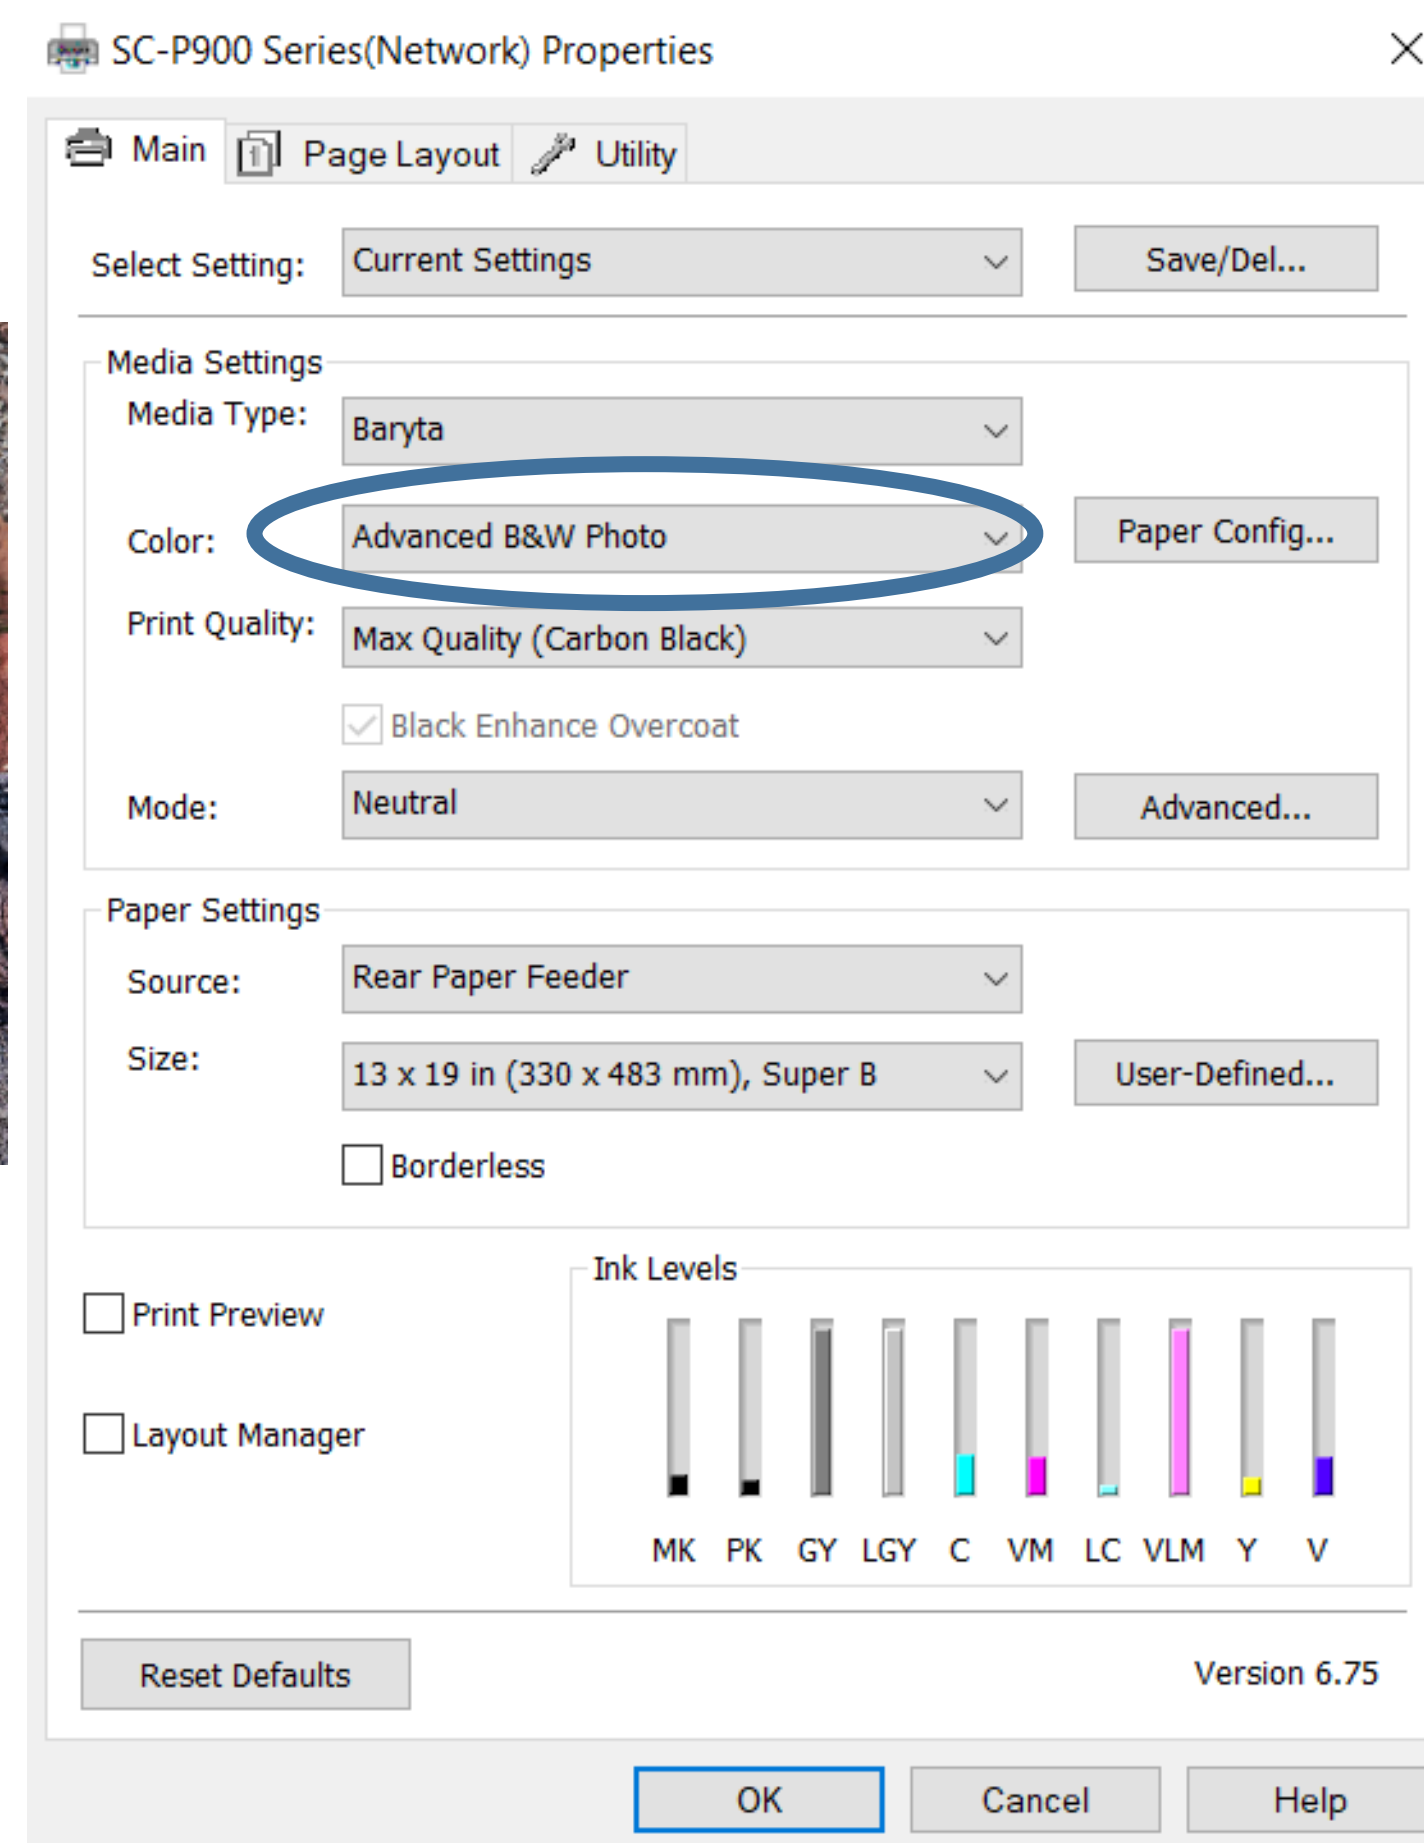 SC-P900 Series(Network) Properties
Main
Page Layout
Utility
Select Setting:
Current Settings
Save/Del...
Media Settings
Media Type:
Baryta
Color:
Advanced B&W Photo
Paper Config...
Print Quality:
Max Quality (Carbon Black)
Black Enhance Overcoat
Mode:
Neutral
Advanced...
Paper Settings
Source:
Rear Paper Feeder
Size:
13 x 19 in (330 x 483 mm), Super B
User-Defined...
Borderless
Print Preview
Layout Manager
Ink Levels
MK PK GY LGY C VM LC VLM Y V
Reset Defaults
Version 6.75
OK
Cancel
Help